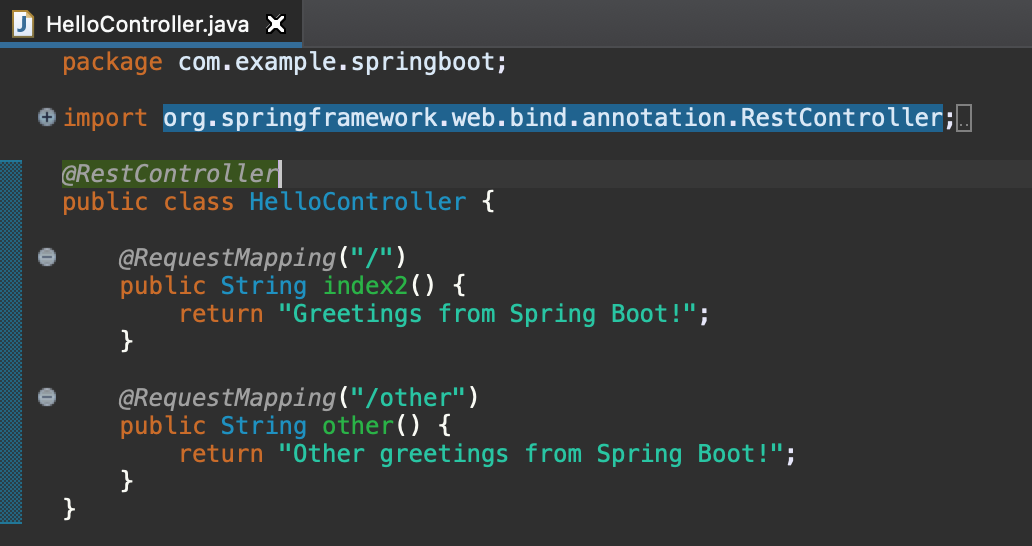 HelloController.java
package com.example.springboot;
import org.springframework.web.bind.annotation.RestController;..
@RestController
public class HelloController {
@RequestMapping("/")
public String index2() {
return "Greetings from Spring Boot!";
}
@RequestMapping("/other")
public String other() {
return "Other greetings from Spring Boot!";
}
}